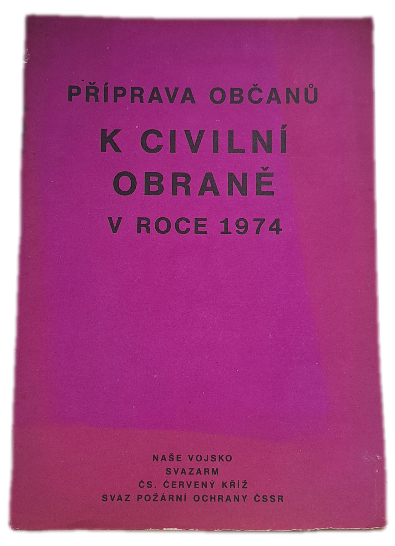 PŘÍPRAVA OBČANŮ
K CIVILNÍ
OBRANĚ
V ROCE 1974
NAŠE VOJSKO
SVAZARM
ČS. ČERVENÝ KŘÍŽ
SVAZ POŽÁRNÍ OCHRANY ČSSR